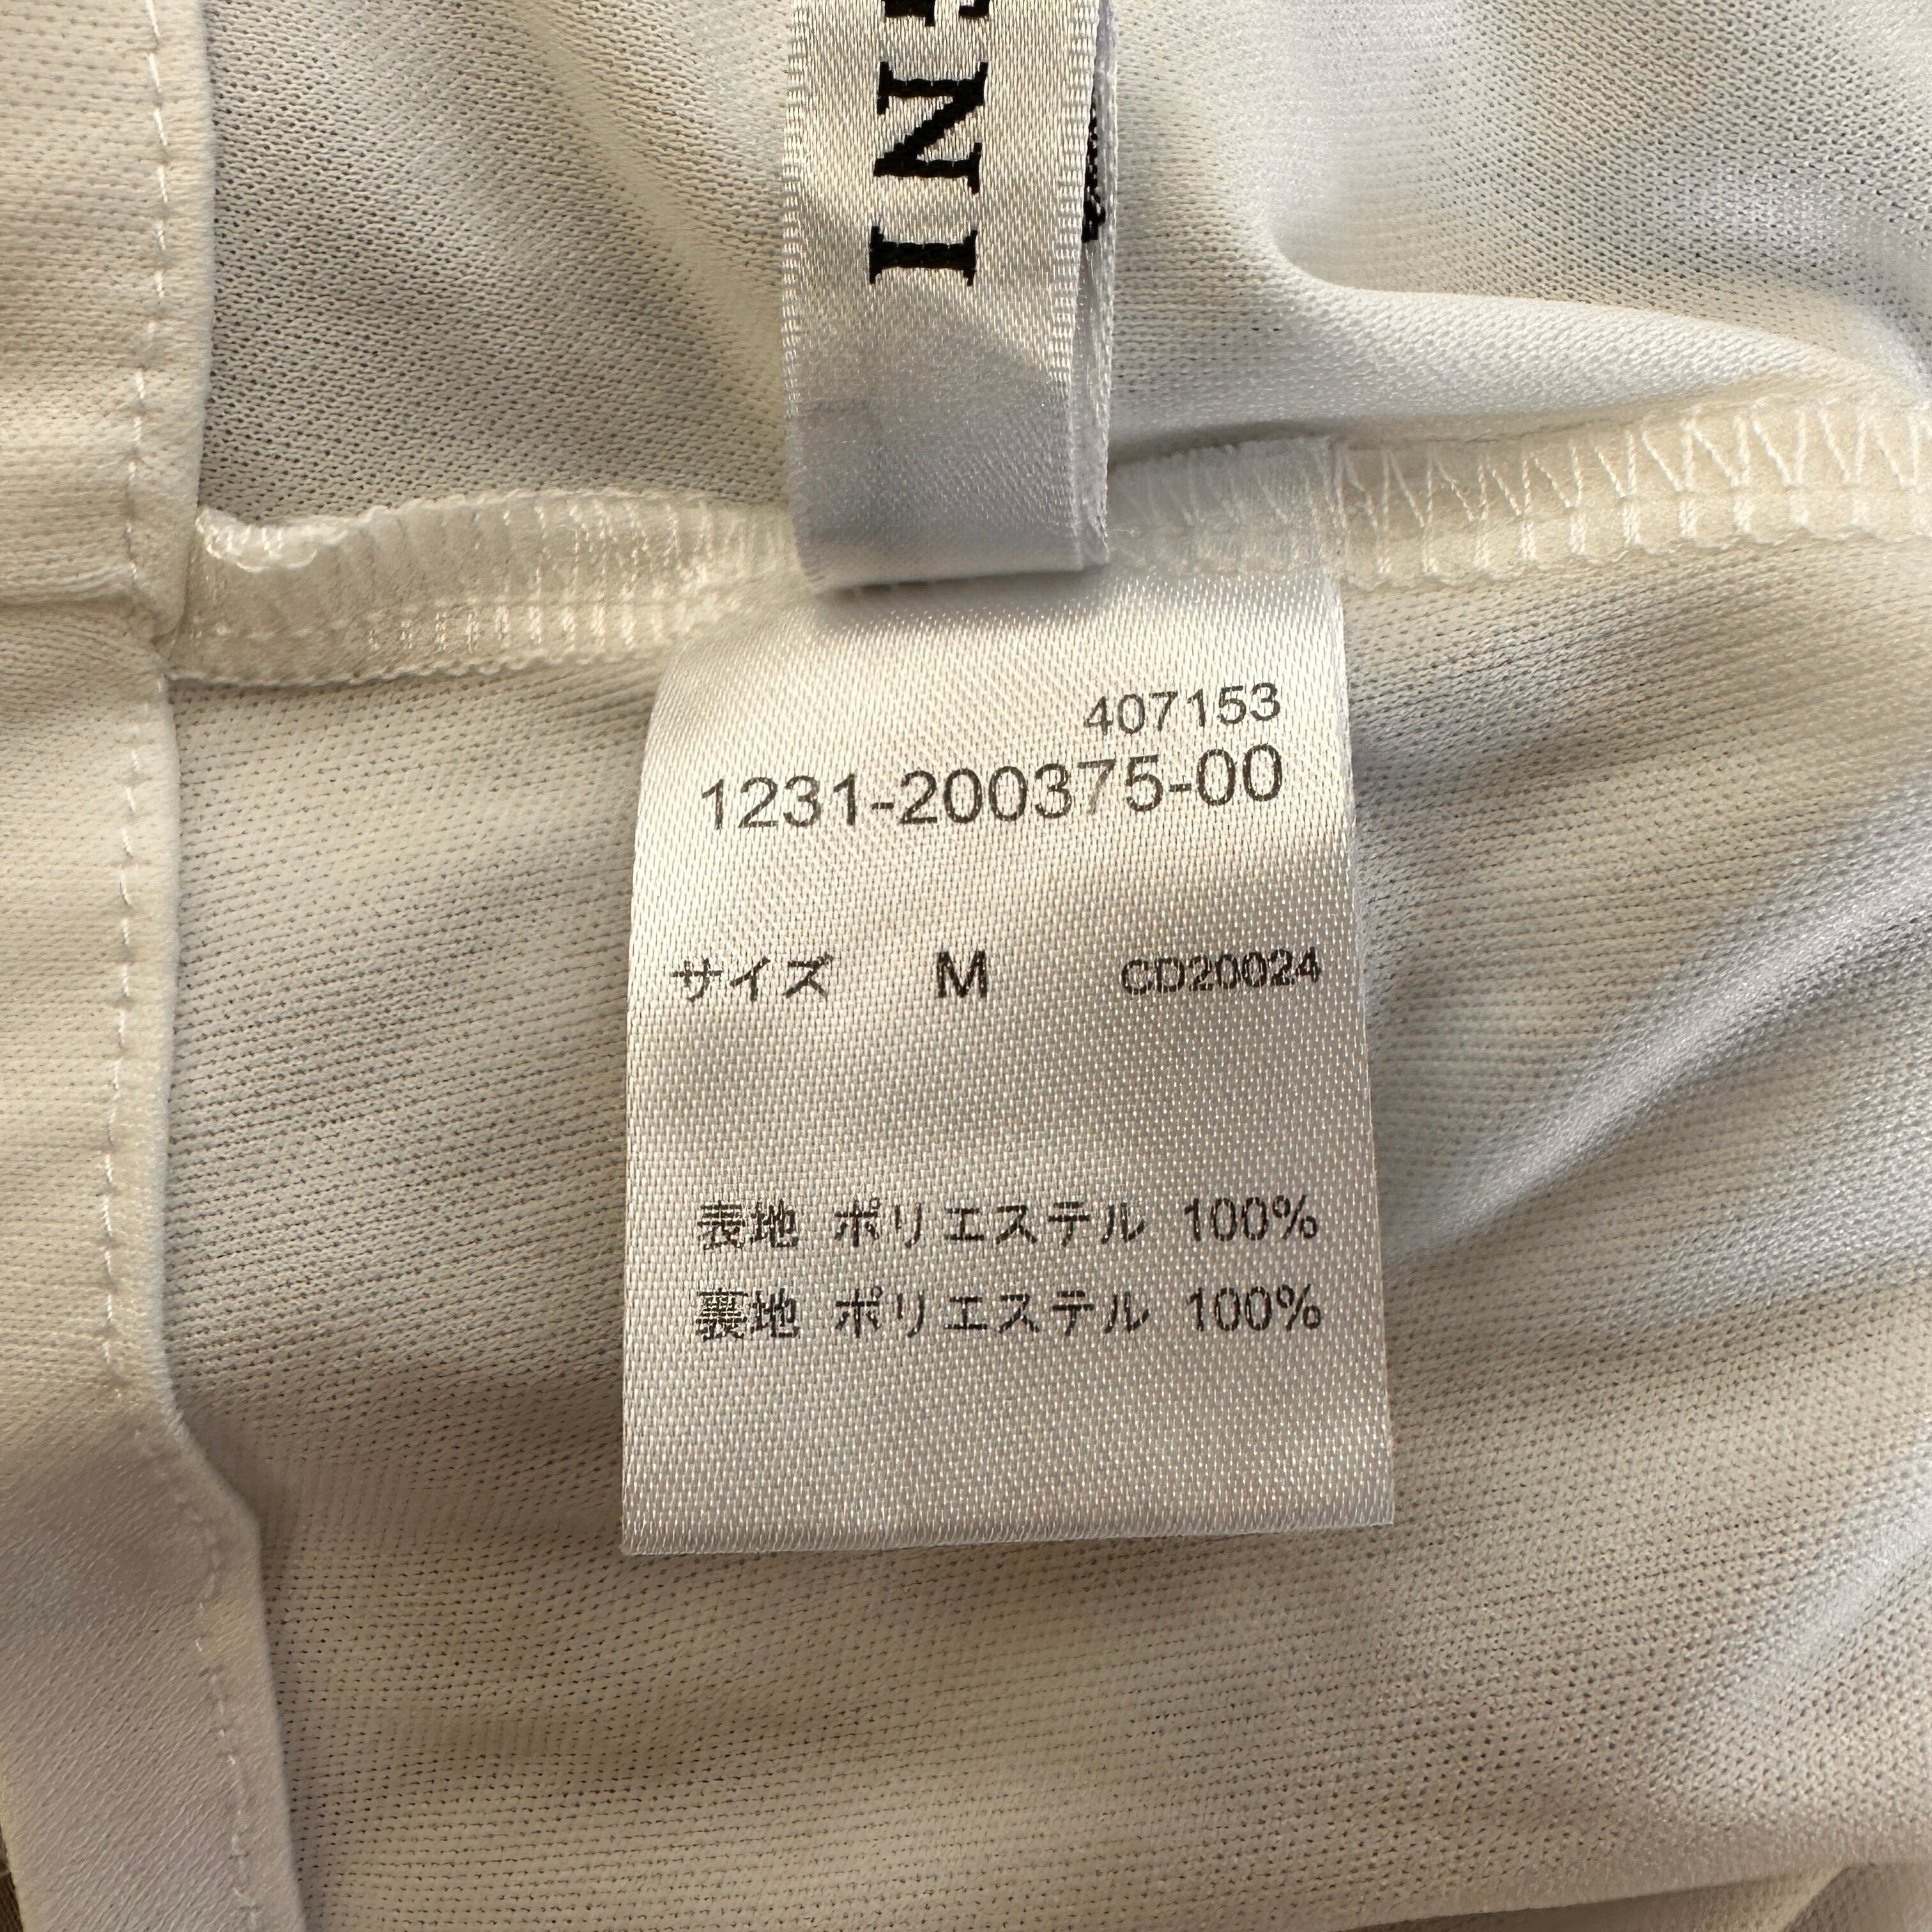 NI
407153
1231-200375-00
サイズ M CD20024
表地 ポリエステル 100%
裏地 ポリエステル 100%